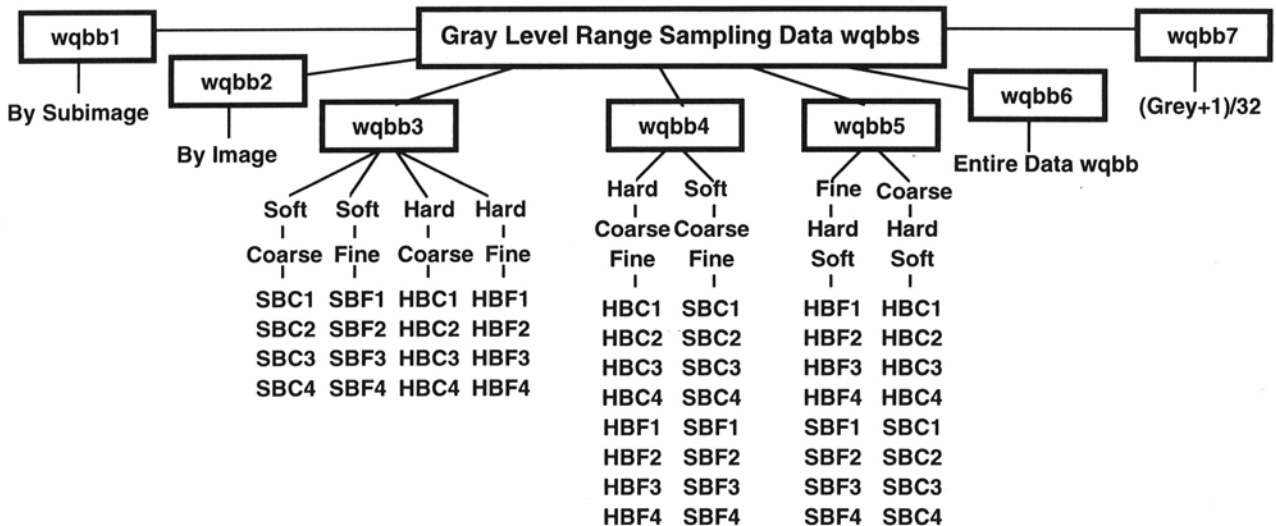 Gray Level Range Sampling Data wqbbs
wqbb1
By Subimage
wqbb2
By Image
wqbb3
Soft Soft Hard Hard
Coarse Fine Coarse Fine
SBC1 SBF1 HBC1 HBF1
SBC2 SBF2 HBC2 HBF2
SBC3 SBF3 HBC3 HBF3
SBC4 SBF4 HBC4 HBF4
wqbb4
Hard Soft
Coarse Coarse
Fine Fine
HBC1 SBC1
HBC2 SBC2
HBC3 SBC3
HBC4 SBC4
HBF1 SBF1
HBF2 SBF2
HBF3 SBF3
HBF4 SBF4
wqbb5
Fine Coarse
Hard Hard
Soft Soft
HBF1 HBC1
HBF2 HBC2
HBF3 HBC3
HBF4 HBC4
SBF1 SBC1
SBF2 SBC2
SBF3 SBC3
SBF4 SBC4
wqbb6
Entire Data wqbb
wqbb7
(Grey+1)/32